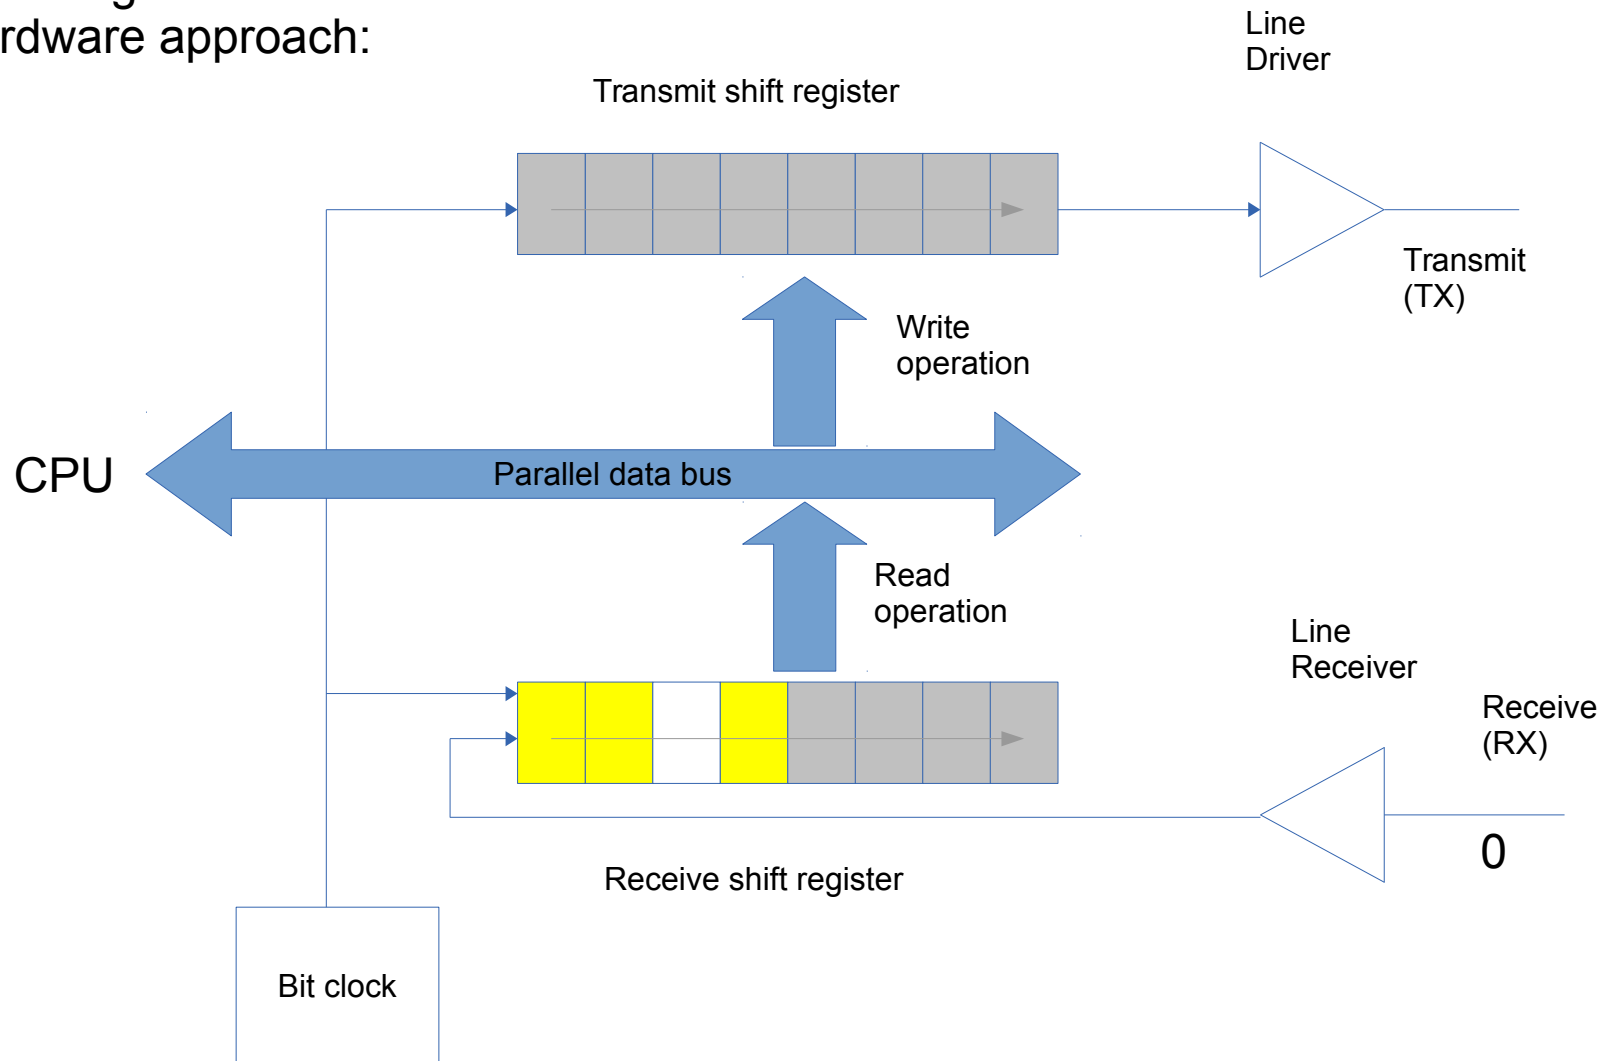 approach:
Line
Driver
Transmit shift register
Transmit
(TX)
Write
operation
CPU
Parallel data bus
Read
operation
Line
Receiver
Receive
(RX)
0
Receive shift register
Bit clock